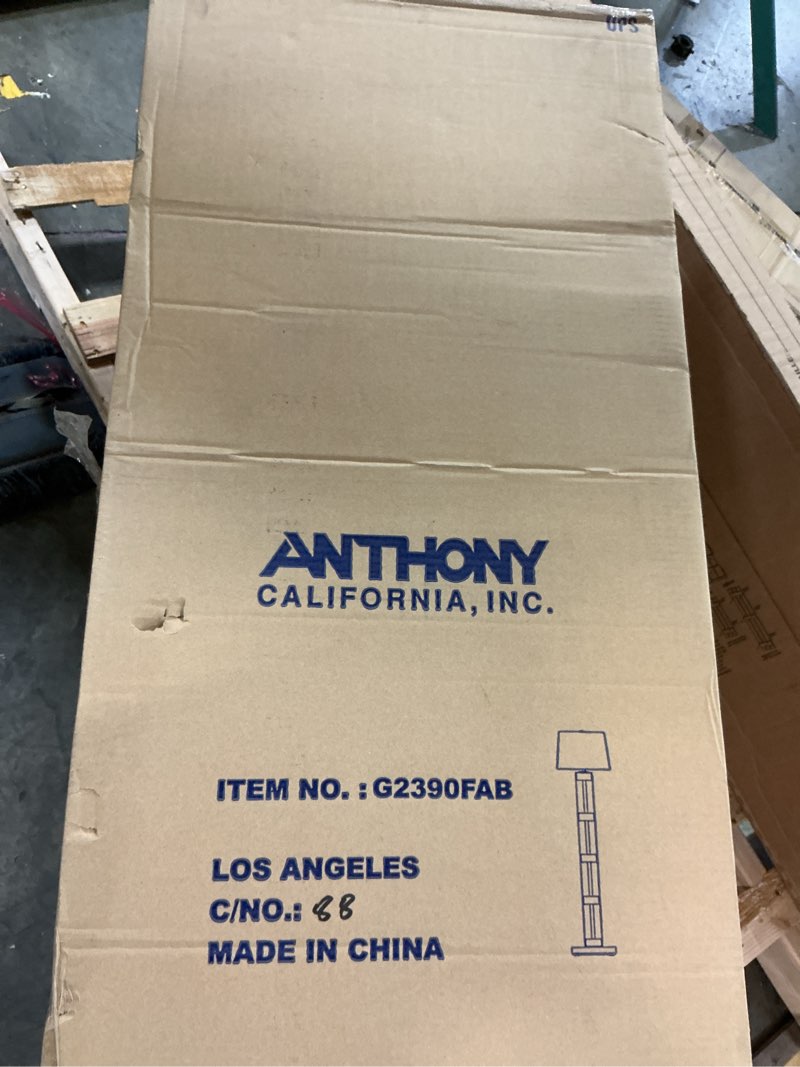 UPS
ANTHONY
CALIFORNIA, INC.
ITEM NO. : G2390FAB
LOS ANGELES
C/NO.: 88
MADE IN CHINA